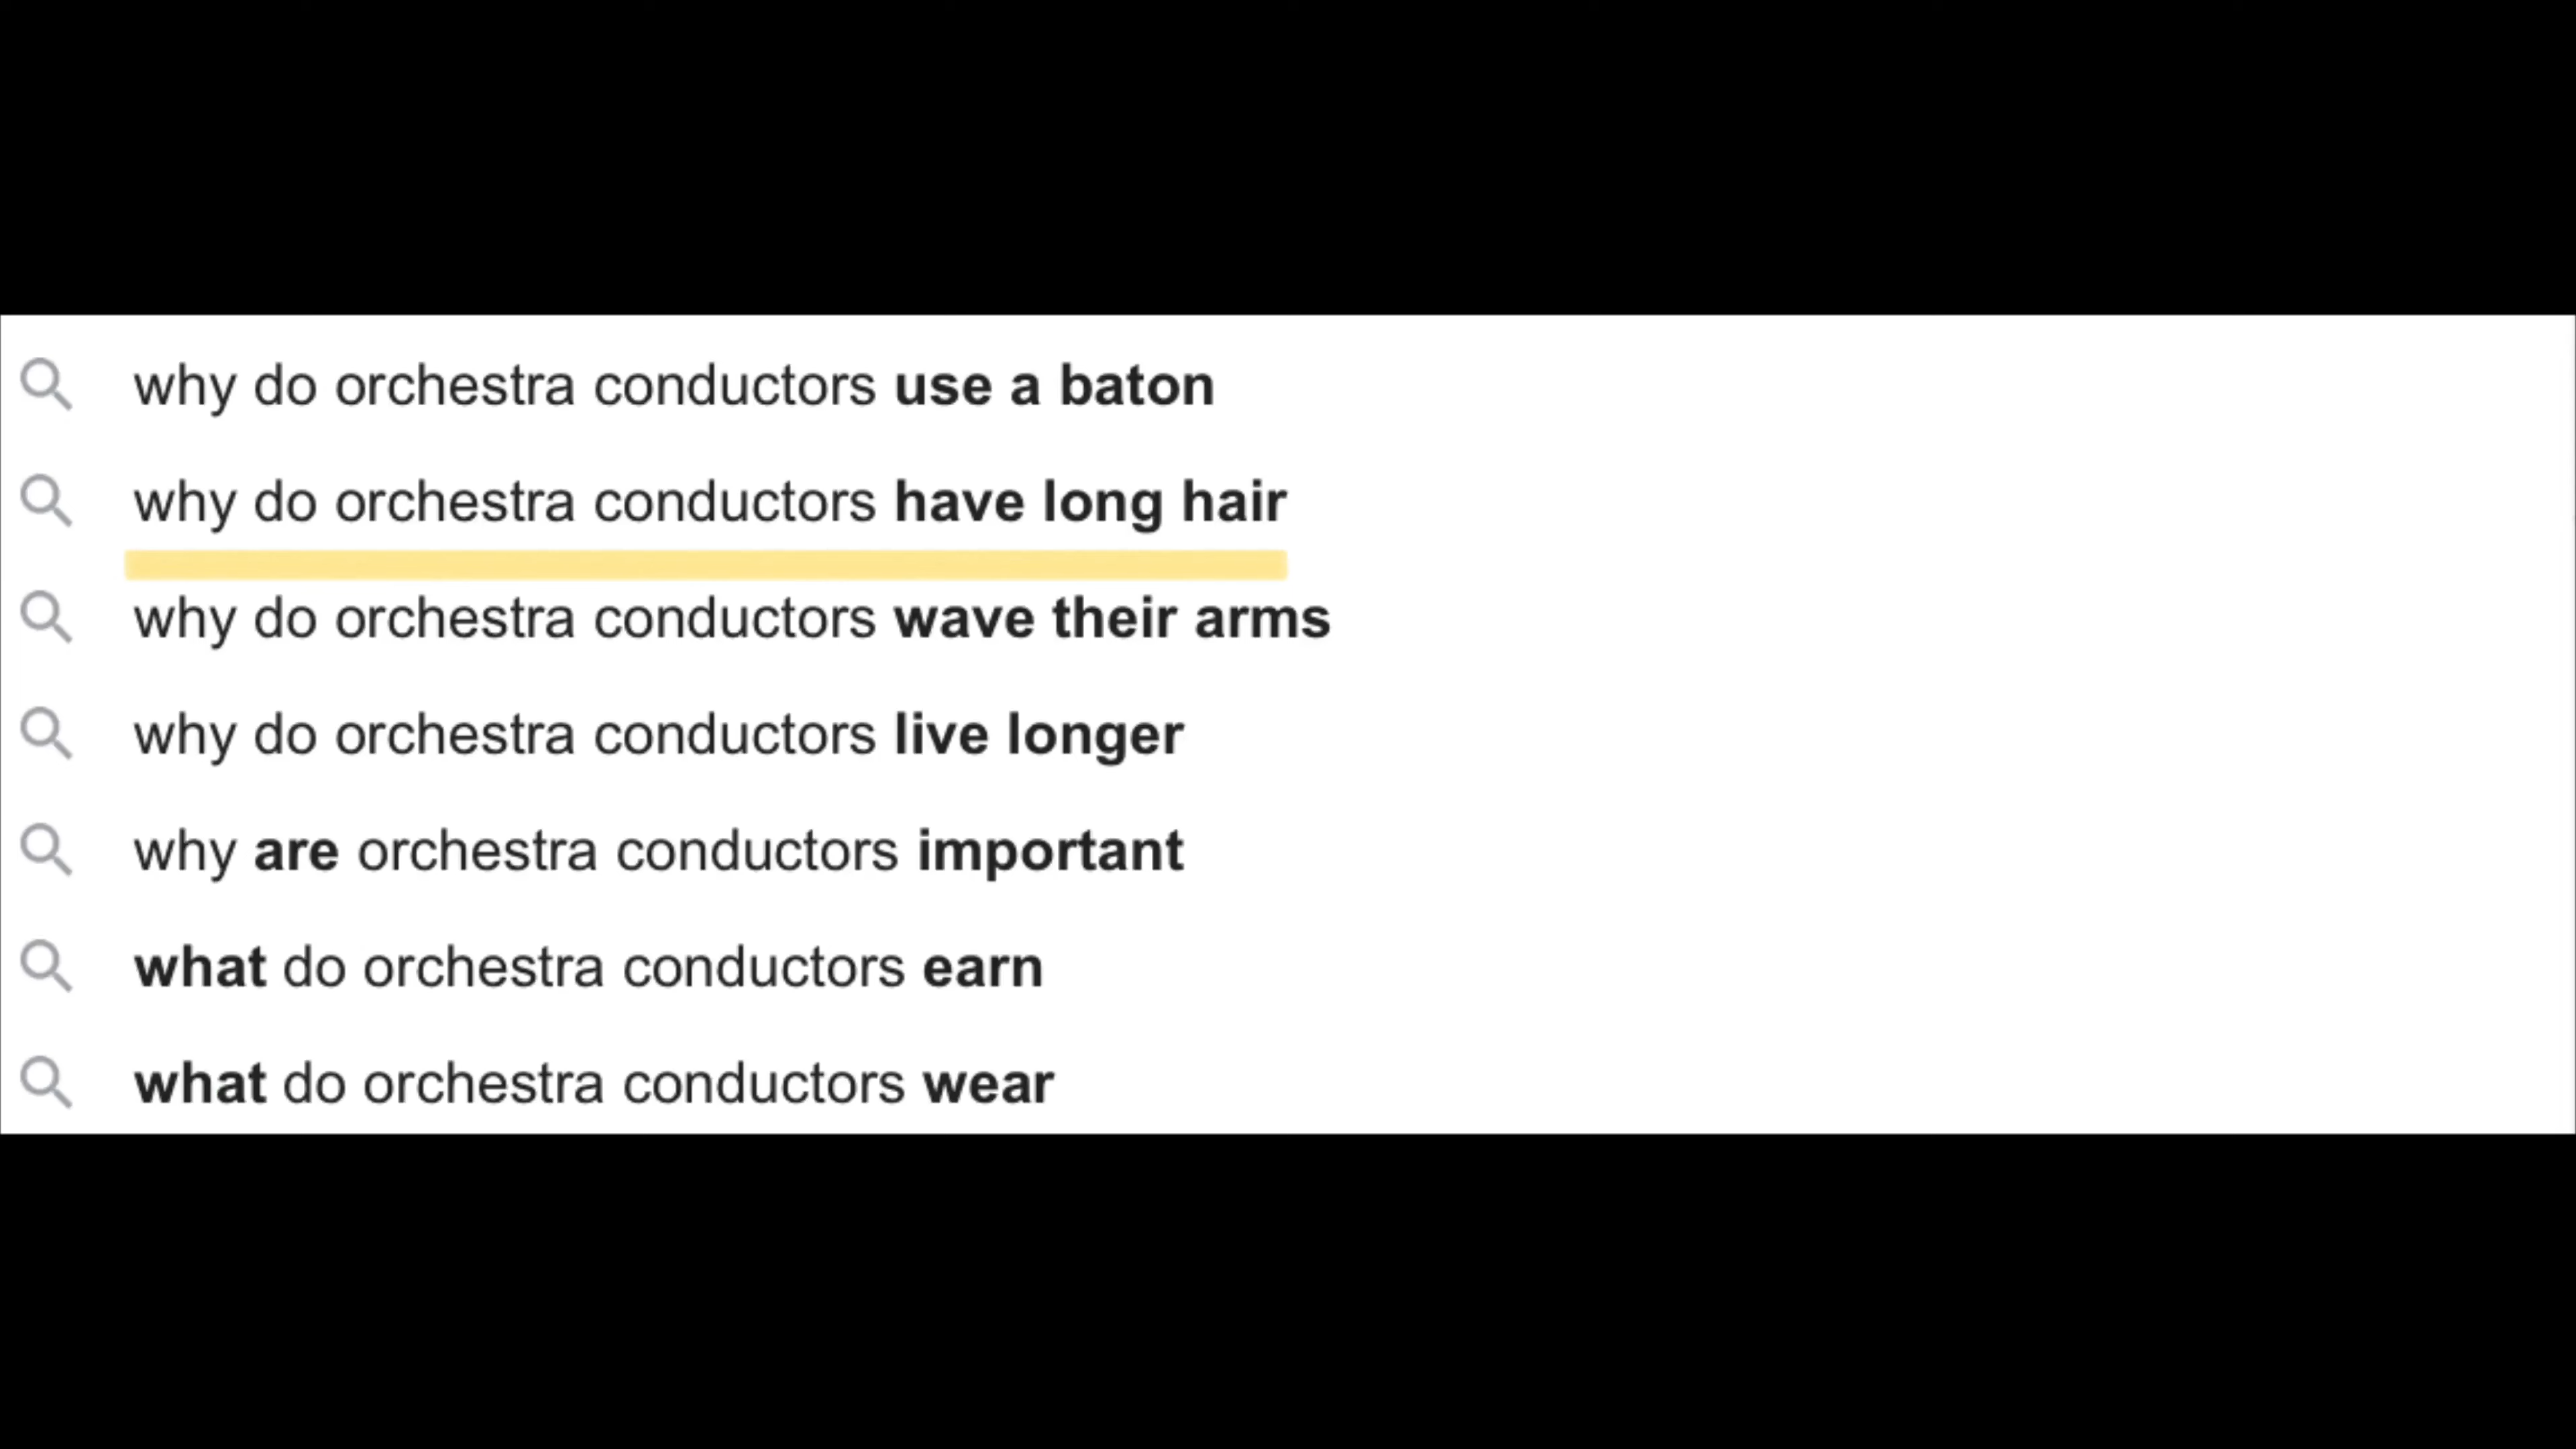 why do orchestra conductors use a baton
why do orchestra conductors have long hair
why do orchestra conductors wave their arms
why do orchestra conductors live longer
why are orchestra conductors important
what do orchestra conductors earn
what do orchestra conductors wear